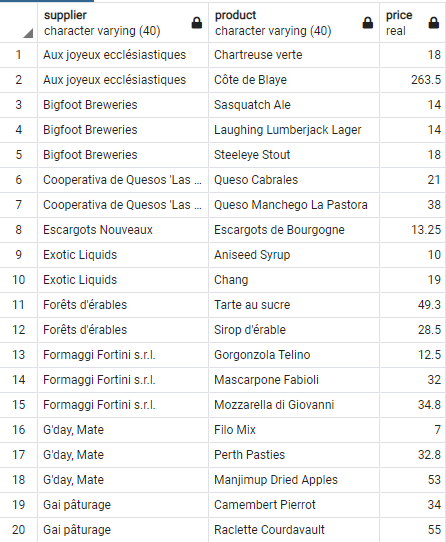 supplier product price
character varying (40) character varying (40) real
1 Aux joyeux ecclésiastiques Chartreuse verte 18
2 Aux joyeux ecclésiastiques Côte de Blaye 263.5
3 Bigfoot Breweries Sasquatch Ale 14
4 Bigfoot Breweries Laughing Lumberjack Lager 14
5 Bigfoot Breweries Steeleye Stout 18
6 Cooperativa de Quesos 'Las ... Queso Cabrales 21
7 Cooperativa de Quesos 'Las ... Queso Manchego La Pastora 38
8 Escargots Nouveaux Escargots de Bourgogne 13.25
9 Exotic Liquids Aniseed Syrup 10
10 Exotic Liquids Chang 19
11 Forêts d'érables Tarte au sucre 49.3
12 Forêts d'érables Sirop d'érable 28.5
13 Formaggi Fortini s.r.l. Gorgonzola Telino 12.5
14 Formaggi Fortini s.r.l. Mascarpone Fabioli 32
15 Formaggi Fortini s.r.l. Mozzarella di Giovanni 34.8
16 G'day, Mate Filo Mix 7
17 G'day, Mate Perth Pasties 32.8
18 G'day, Mate Manjimup Dried Apples 53
19 Gai pâturage Camembert Pierrot 34
20 Gai pâturage Raclette Courdavault 55